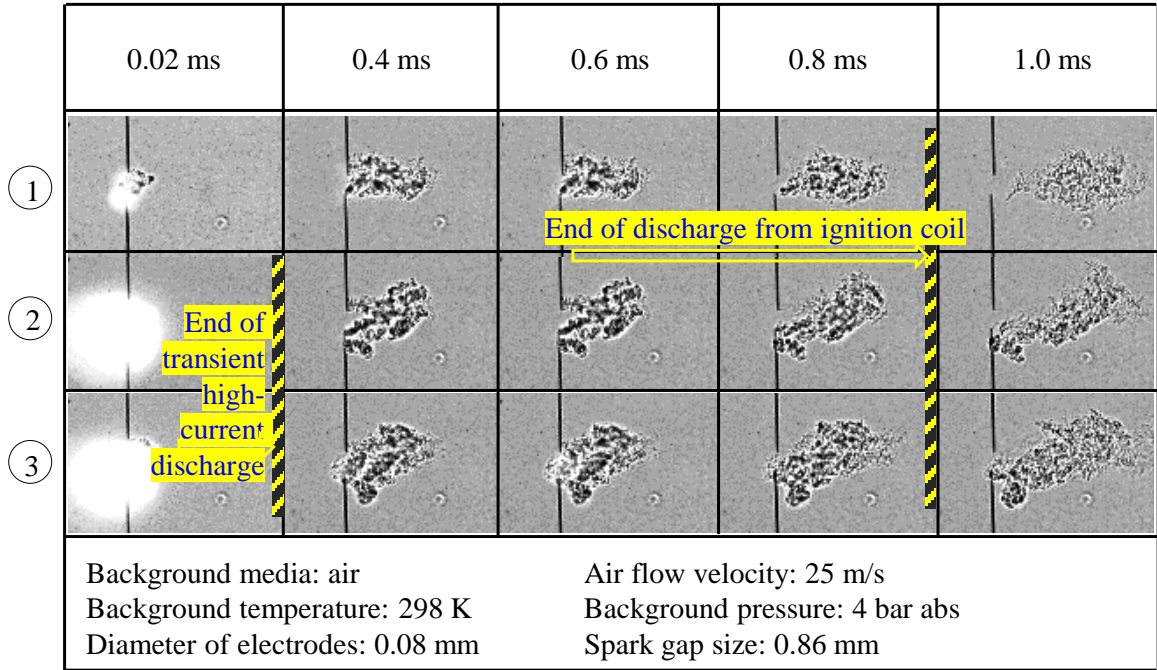 0.02 ms
0.4 ms
0.6 ms
0.8 ms
1.0 ms
1
End of discharge from ignition coil
2
End of
transient
high-
current
discharge
3
Background media: air
Air flow velocity: 25 m/s
Background temperature: 298 K
Background pressure: 4 bar abs
Diameter of electrodes: 0.08 mm
Spark gap size: 0.86 mm